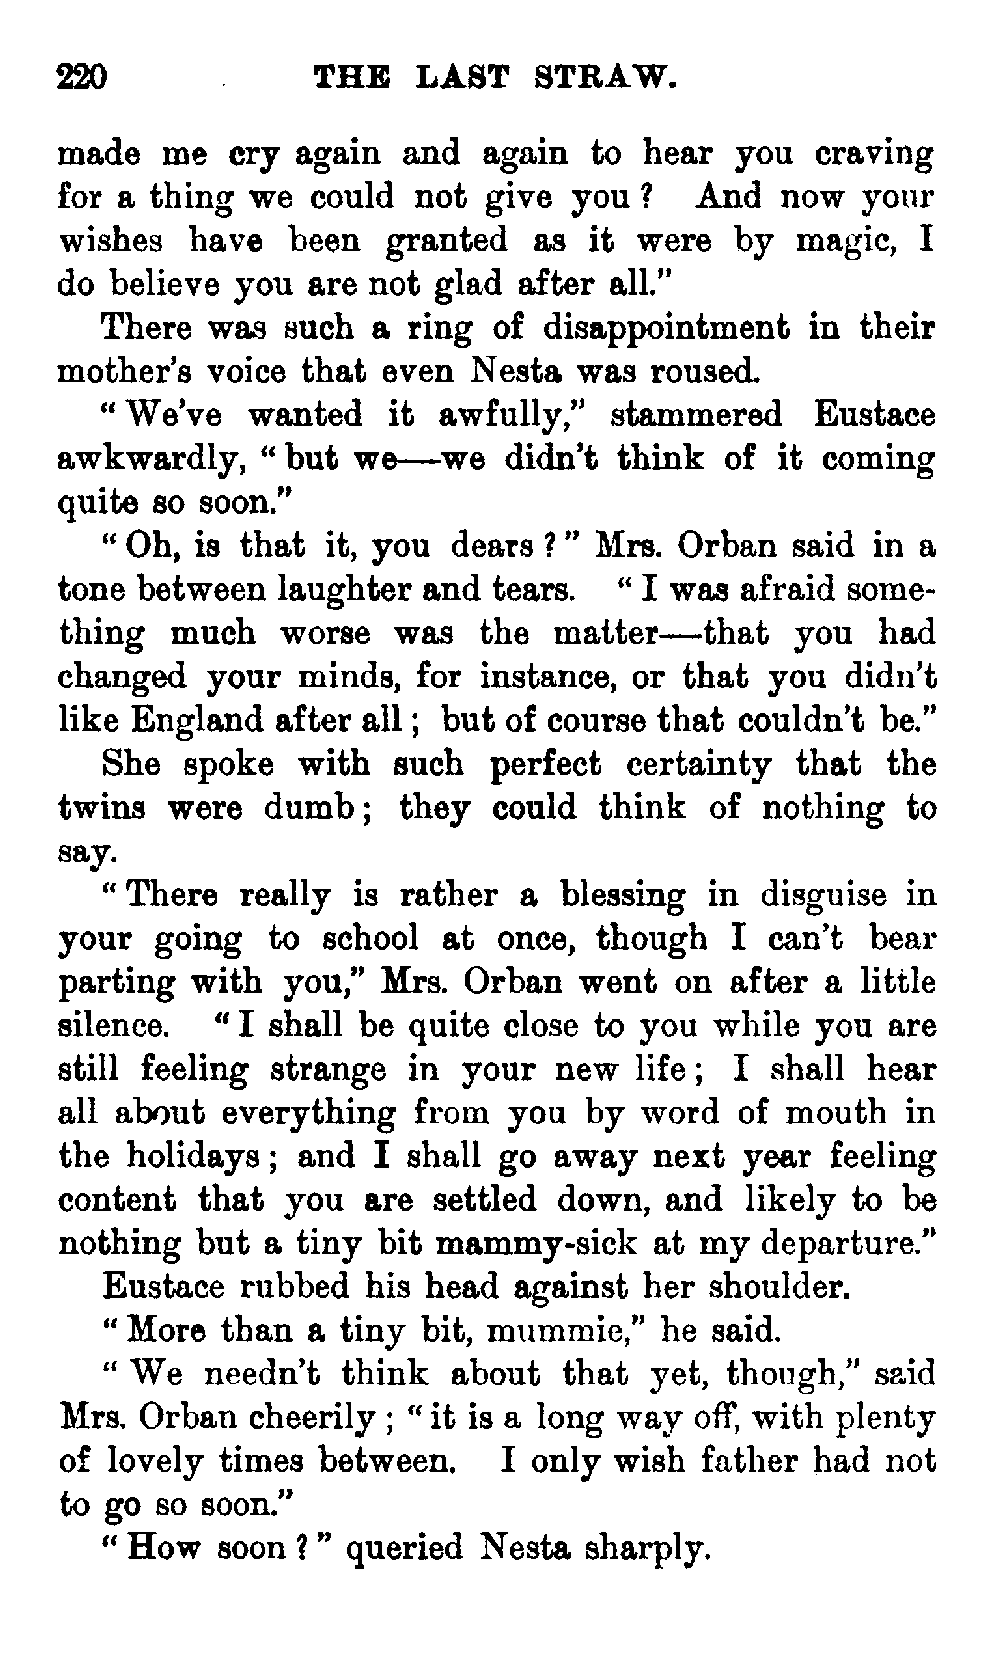 220 THE LAST STRAW.
made me cry again and again to hear you craving
for a thing we could not give you ? And now your
wishes have been granted as it were by magic, I
do believe you are not glad after all."
There was such a ring of disappointment in their
mother's voice that even Nesta was roused.
" We've wanted it awfully," stammered Eustace
awkwardly, " but we—we didn't think of it coming
quite so soon."
" Oh, is that it, you dears ? " Mrs. Orban said in a
tone between laughter and tears. " I was afraid some-
thing much worse was the matter—that you had
changed your minds, for instance, or that you didn't
like England after all ; but of course that couldn't be."
She spoke with such perfect certainty that the
twins were dumb ; they could think of nothing to
say.
" There really is rather a blessing in disguise in
your going to school at once, though I can't bear
parting with you," Mrs. Orban went on after a little
silence. " I shall be quite close to you while you are
still feeling strange in your new life ; I shall hear
all about everything from you by word of mouth in
the holidays ; and I shall go away next year feeling
content that you are settled down, and likely to be
nothing but a tiny bit mammy-sick at my departure."
Eustace rubbed his head against her shoulder.
" More than a tiny bit, mummie," he said.
" We needn't think about that yet, though," said
Mrs. Orban cheerily ; " it is a long way off, with plenty
of lovely times between. I only wish father had not
to go so soon."
" How soon ? " queried Nesta sharply.